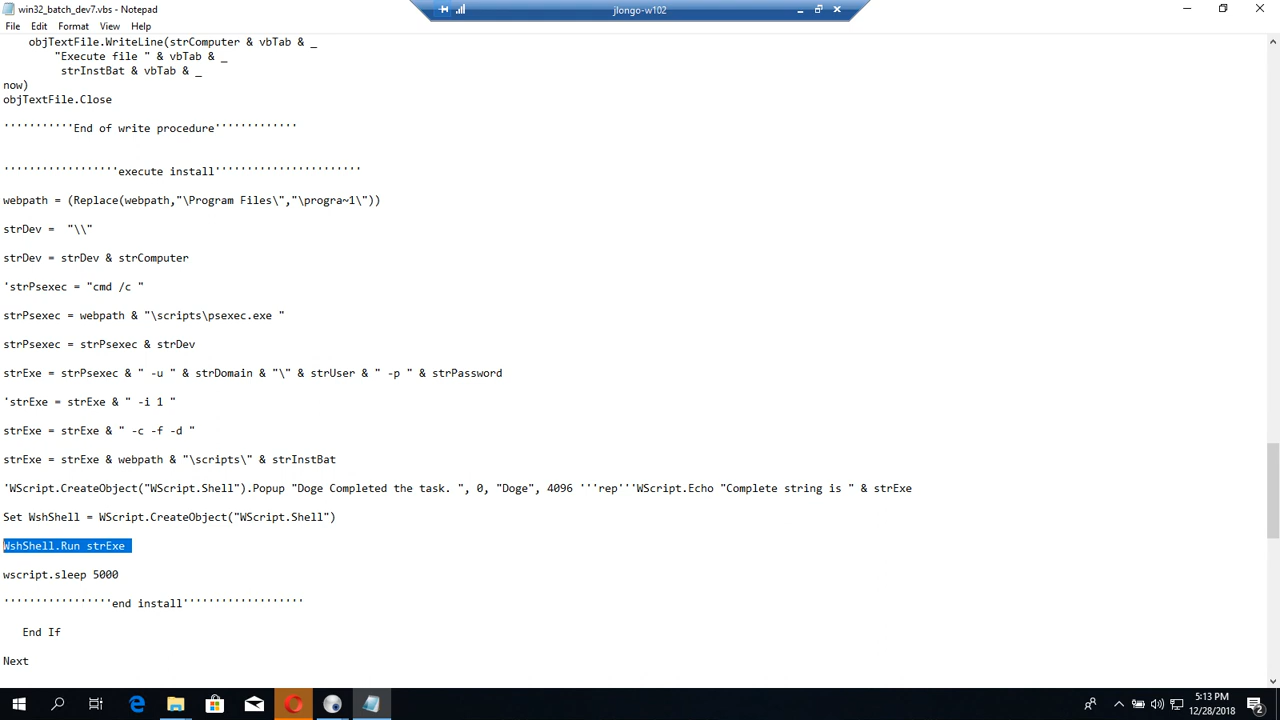 win32_batch_dev7.vbs - Notepad
jlongo-w102
File Edit Format View Help
objTextFile.WriteLine(strComputer & vbTab & _
"Execute file " & vbTab & _
strInstBat & vbTab & _
now)
objTextFile.Close
'''''''''''End of write procedure'''''''''''''
''''''''''''''''''execute install'''''''''''''''''''''''
webpath = (Replace(webpath,"\Program Files\","\progra~1\"))
strDev =  "\\"
strDev = strDev & strComputer
'strPsexec = "cmd /c "
strPsexec = webpath & "\scripts\psexec.exe "
strPsexec = strPsexec & strDev
strExe = strPsexec & " -u " & strDomain & "\" & strUser & " -p " & strPassword
'strExe = strExe & " -i 1 "
strExe = strExe & " -c -f -d "
strExe = strExe & webpath & "\scripts\" & strInstBat
'WScript.CreateObject("WScript.Shell").Popup "Doge Completed the task. ", 0, "Doge", 4096 '''rep'''WScript.Echo "Complete string is " & strExe
Set WshShell = WScript.CreateObject("WScript.Shell")
WshShell.Run strExe
wscript.sleep 5000
'''''''''''''''''end install'''''''''''''''''''
End If
Next
5:13 PM
12/28/2018
2